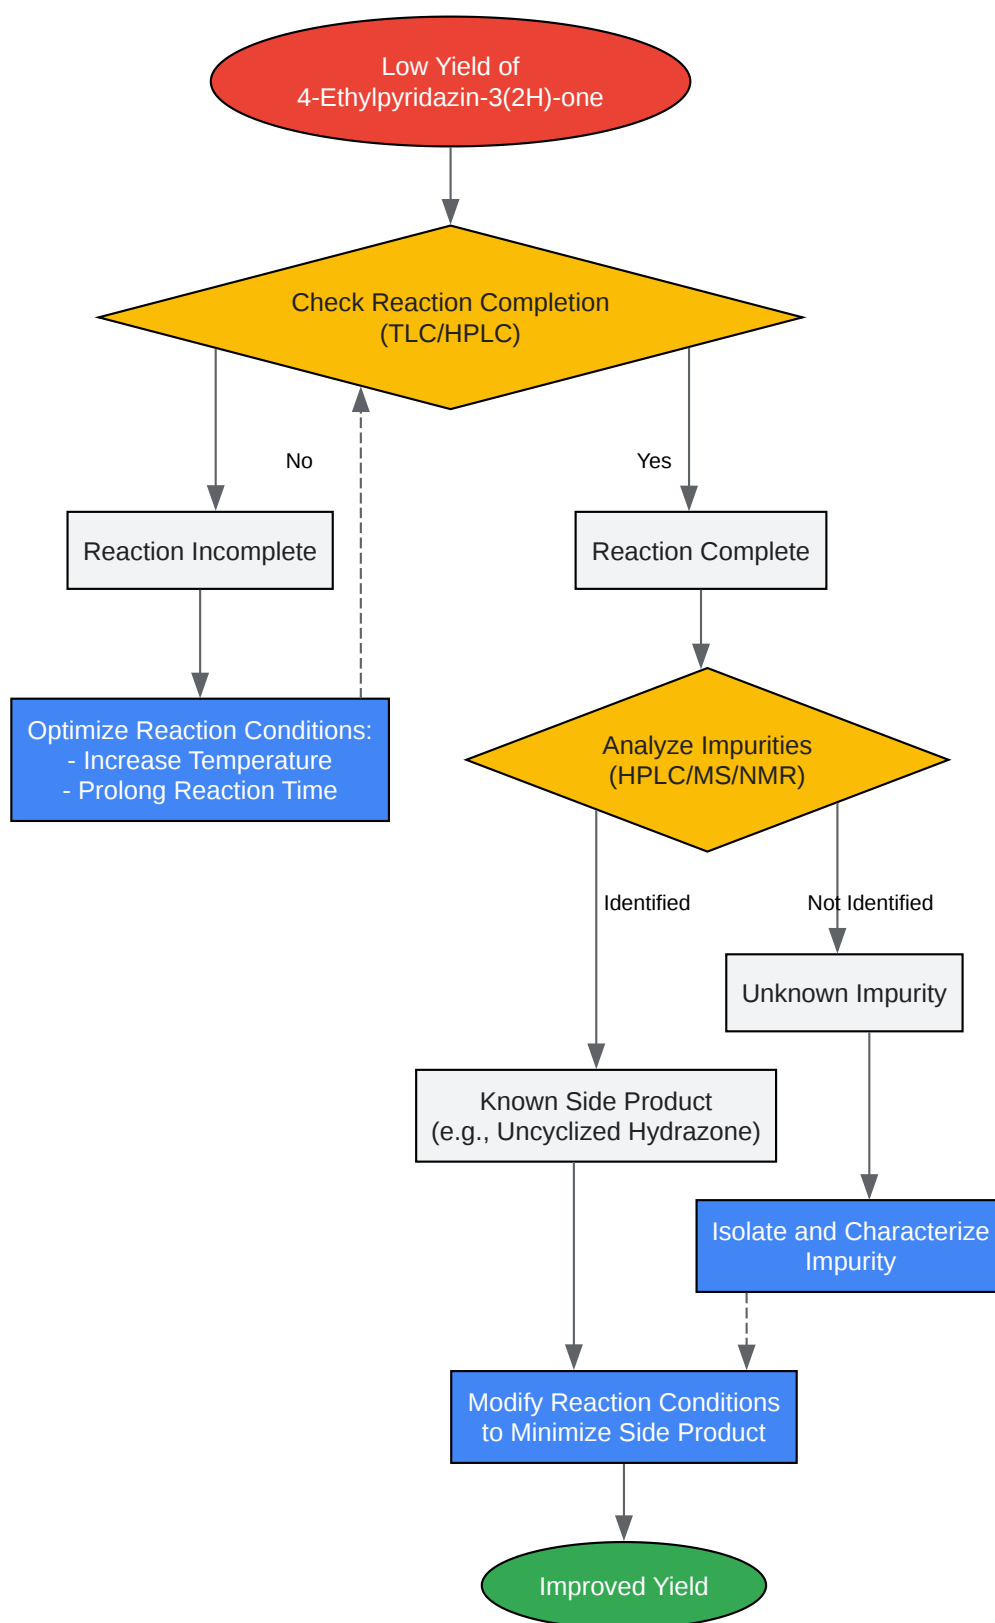 Low Yield of
4-Ethylpyridazin-3(2H)-one
Check Reaction Completion
(TLC/HPLC)
No
Yes
Reaction Incomplete
Reaction Complete
Optimize Reaction Conditions:
- Increase Temperature
- Prolong Reaction Time
Analyze Impurities
(HPLC/MS/NMR)
Identified
Not Identified
Unknown Impurity
Known Side Product
(e.g., Uncyclized Hydrazone)
Isolate and Characterize
Impurity
Modify Reaction Conditions
to Minimize Side Product
Improved Yield